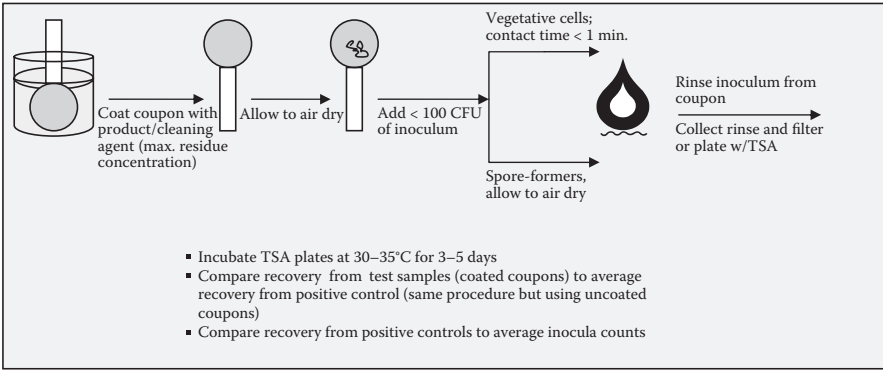 Coat coupon with
product/cleaning
agent (max. residue
concentration)
Allow to air dry
Add < 100 CFU
of inoculum
Vegetative cells;
contact time < 1 min.
Spore-formers,
allow to air dry
Rinse inoculum from
coupon
Collect rinse and filter
or plate w/TSA
▪ Incubate TSA plates at 30–35°C for 3–5 days
▪ Compare recovery from test samples (coated coupons) to average
recovery from positive control (same procedure but using uncoated
coupons)
▪ Compare recovery from positive controls to average inocula counts